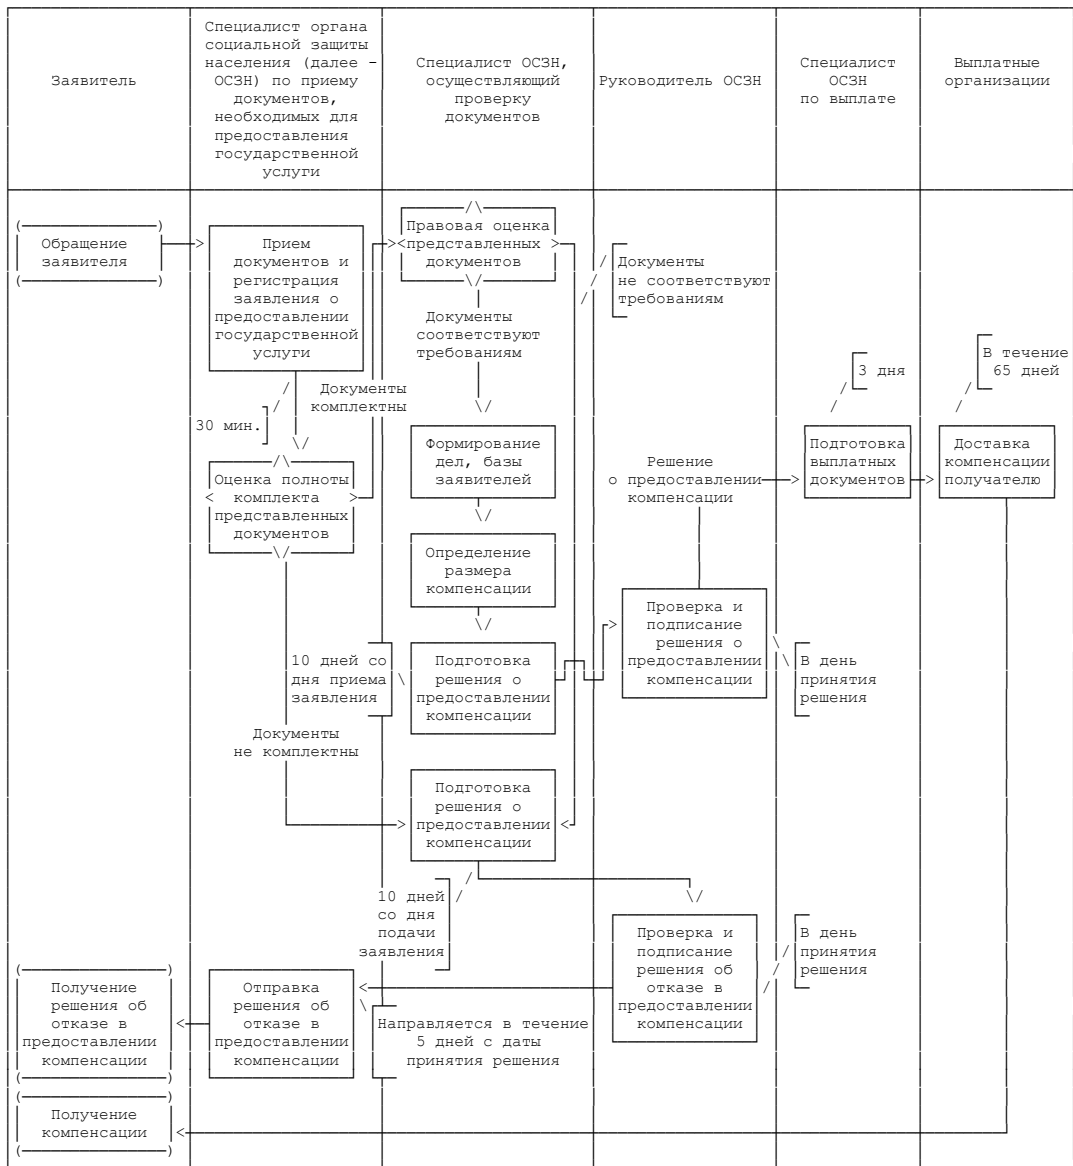 Заявитель
Специалист органа
социальной защиты
населения (далее -
ОСЗН) по приему
документов,
необходимых для
предоставления
государственной
услуги
Специалист ОСЗН,
осуществляющий
проверку
документов
Руководитель ОСЗН
Специалист
ОСЗН
по выплате
Выплатные
организации
Обращение
заявителя
Прием
документов и
регистрация
заявления о
предоставлении
государственной
услуги
Правовая оценка
представленных
документов
Документы
не соответствуют
требованиям
Документы
соответствуют
требованиям
Документы
комплектны
30 мин.
3 дня
В течение
65 дней
Оценка полноты
комплекта
представленных
документов
Формирование
дел, базы
заявителей
Решение
о предоставлении
компенсации
Подготовка
выплатных
документов
Доставка
компенсации
получателю
Определение
размера
компенсации
Проверка и
подписание
решения о
предоставлении
компенсации
10 дней со
дня приема
заявления
Подготовка
решения о
предоставлении
компенсации
В день
принятия
решения
Документы
не комплектны
Подготовка
решения о
предоставлении
компенсации
10 дней
со дня
подачи
заявления
Проверка и
подписание
решения об
отказе в
предоставлении
компенсации
В день
принятия
решения
Получение
решения об
отказе в
предоставлении
компенсации
Отправка
решения об
отказе в
предоставлении
компенсации
Направляется в течение
5 дней с даты
принятия решения
Получение
компенсации